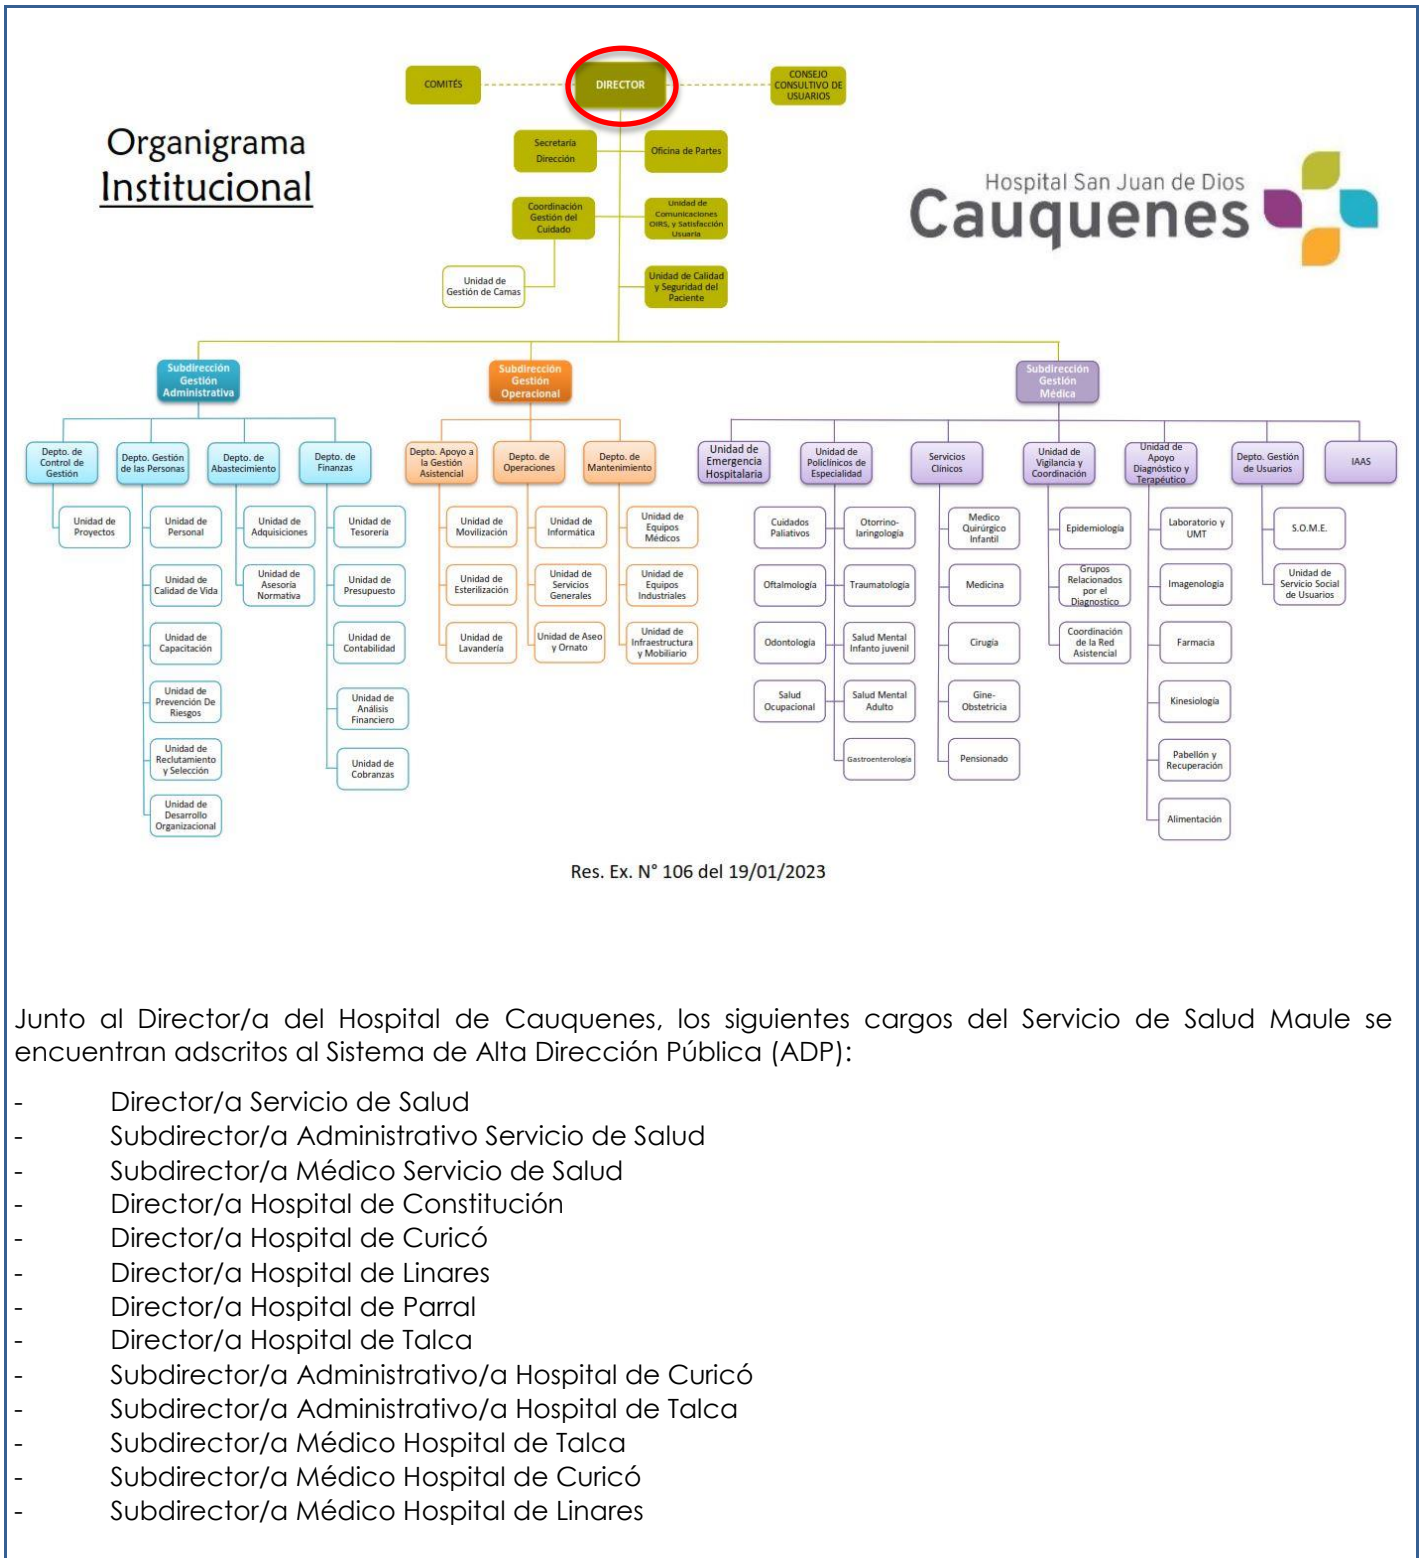 COMITÉS
DIRECTOR
CONSEJO
CONSULTIVO DE
USUARIOS
Organigrama
Institucional
Secretaría
Dirección
Oficina de Partes
Coordinación
Gestión del
Cuidado
Unidad de
Comunicaciones
OIRS, y Satisfacción
Usuaria
Unidad de
Gestión de Camas
Unidad de Calidad
y Seguridad del
Paciente
Hospital San Juan de Dios
Cauquenes
Subdirección
Gestión
Administrativa
Subdirección
Gestión
Operacional
Subdirección
Gestión
Médica
Depto. de
Control de
Gestión
Depto. Gestión
de las Personas
Depto. de
Abastecimiento
Depto. de
Finanzas
Depto. Apoyo a
la Gestión
Asistencial
Depto. de
Operaciones
Depto. de
Mantenimiento
Unidad de
Emergencia
Hospitalaria
Unidad de
Policlínicos de
Especialidad
Servicios
Clínicos
Unidad de
Vigilancia y
Coordinación
Unidad de
Apoyo
Diagnóstico y
Terapéutico
Depto. Gestión
de Usuarios
IAAS
Unidad de
Proyectos
Unidad de
Personal
Unidad de
Adquisiciones
Unidad de
Tesorería
Unidad de
Movilización
Unidad de
Informática
Unidad de
Equipos
Médicos
Cuidados
Paliativos
Otorrino-
laringología
Medico
Quirúrgico
Infantil
Epidemiología
Laboratorio y
UMT
S.O.M.E.
Unidad de
Calidad de Vida
Unidad de
Asesoría
Normativa
Unidad de
Presupuesto
Unidad de
Esterilización
Unidad de
Servicios
Generales
Unidad de
Equipos
Industriales
Oftalmología
Traumatología
Medicina
Grupos
Relacionados
por el
Diagnostico
Imagenología
Unidad de
Servicio Social
de Usuarios
Unidad de
Capacitación
Unidad de
Contabilidad
Unidad de
Lavandería
Unidad de Aseo
y Ornato
Unidad de
Infraestructura
y Mobiliario
Odontología
Salud Mental
Infanto juvenil
Cirugía
Coordinación
de la Red
Asistencial
Farmacia
Unidad de
Prevención De
Riesgos
Unidad de
Análisis
Financiero
Salud
Ocupacional
Salud Mental
Adulto
Gine-
Obstetricia
Kinesiología
Unidad de
Reclutamiento
y Selección
Unidad de
Cobranzas
Gastroenterología
Pensionado
Pabellón y
Recuperación
Unidad de
Desarrollo
Organizacional
Alimentación
Res. Ex. N° 106 del 19/01/2023
Junto al Director/a del Hospital de Cauquenes, los siguientes cargos del Servicio de Salud Maule se
encuentran adscritos al Sistema de Alta Dirección Pública (ADP):
- Director/a Servicio de Salud
- Subdirector/a Administrativo Servicio de Salud
- Subdirector/a Médico Servicio de Salud
- Director/a Hospital de Constitución
- Director/a Hospital de Curicó
- Director/a Hospital de Linares
- Director/a Hospital de Parral
- Director/a Hospital de Talca
- Subdirector/a Administrativo/a Hospital de Curicó
- Subdirector/a Administrativo/a Hospital de Talca
- Subdirector/a Médico Hospital de Talca
- Subdirector/a Médico Hospital de Curicó
- Subdirector/a Médico Hospital de Linares